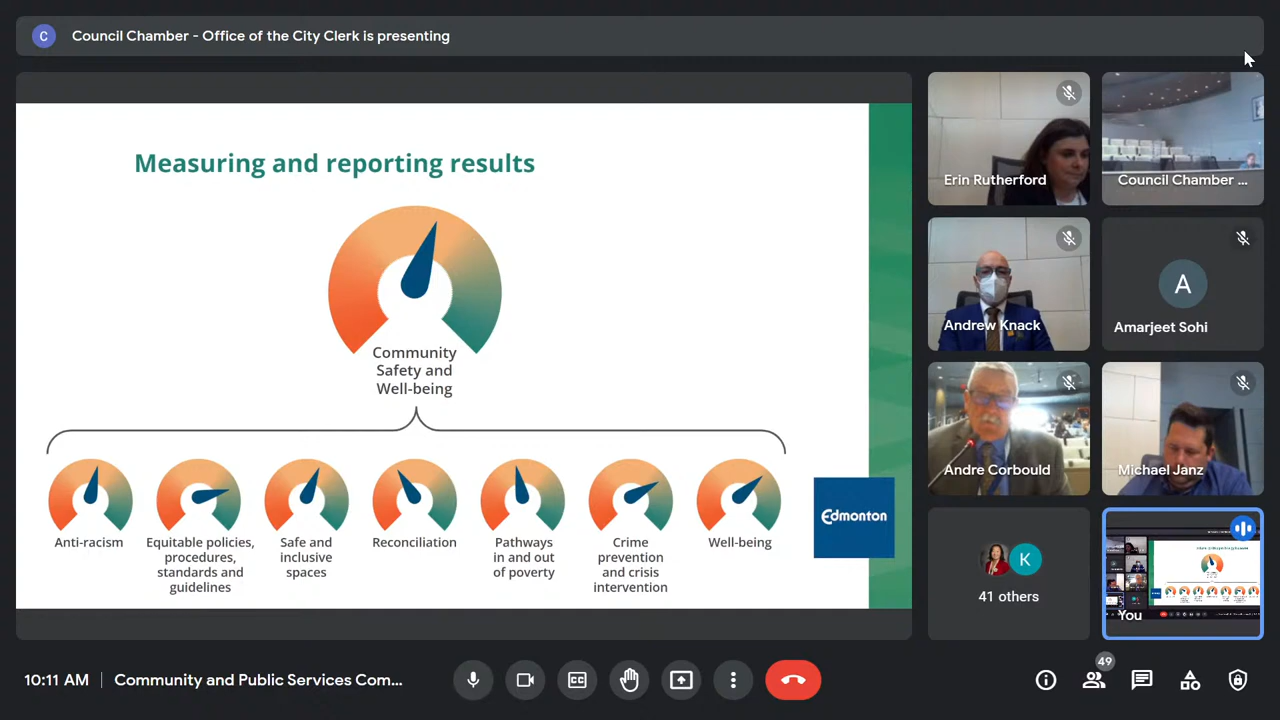 C
Council Chamber - Office of the City Clerk is presenting
Measuring and reporting results
Community
Safety and
Well-being
Anti-racism
Equitable policies,
procedures,
standards and
guidelines
Safe and
inclusive
spaces
Reconciliation
Pathways
in and out
of poverty
Crime
prevention
and crisis
intervention
Well-being
Edmonton
Erin Rutherford
Council Chamber ...
Andrew Knack
A
Amarjeet Sohi
Andre Corbould
Michael Janz
K
41 others
You
10:11 AM
Community and Public Services Com...
CC
49